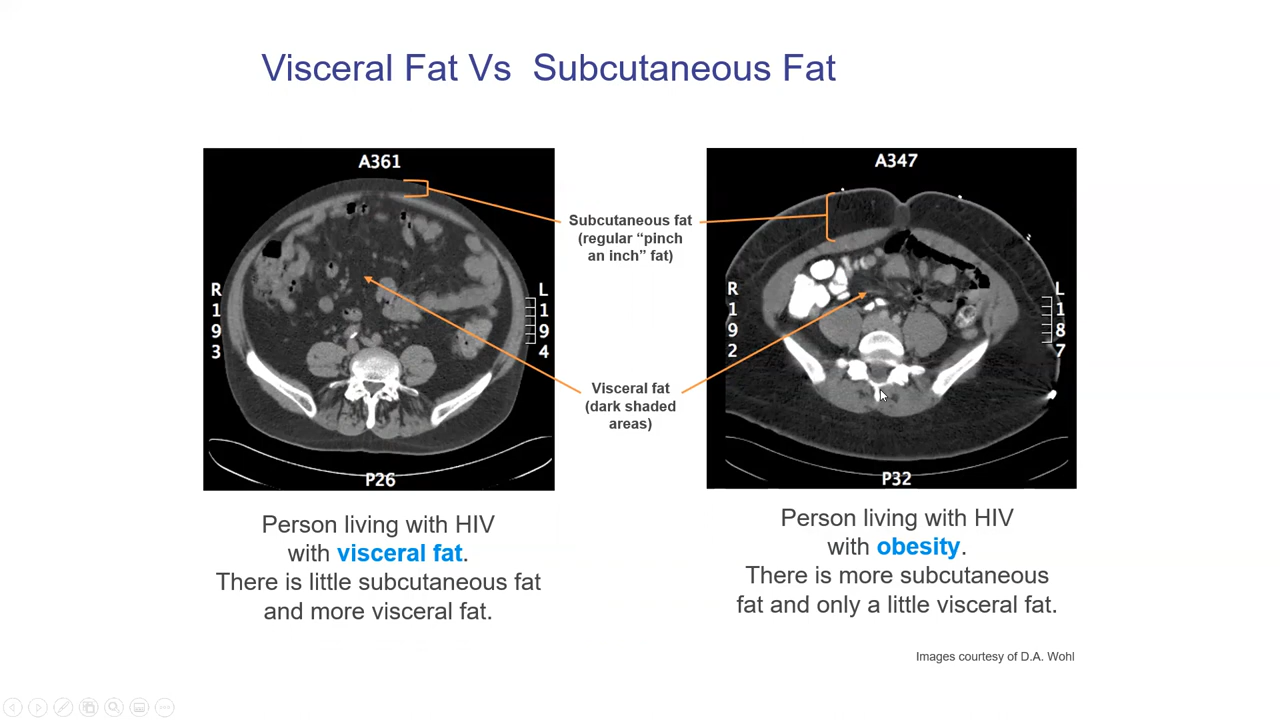 Visceral Fat Vs Subcutaneous Fat
A361
R
1
9
3
L
1
9
4
P26
Subcutaneous fat
(regular “pinch
an inch” fat)
Visceral fat
(dark shaded
areas)
A347
R
1
9
2
L
1
8
7
P32
Person living with HIV
with visceral fat.
There is little subcutaneous fat
and more visceral fat.
Person living with HIV
with obesity.
There is more subcutaneous
fat and only a little visceral fat.
Images courtesy of D.A. Wohl